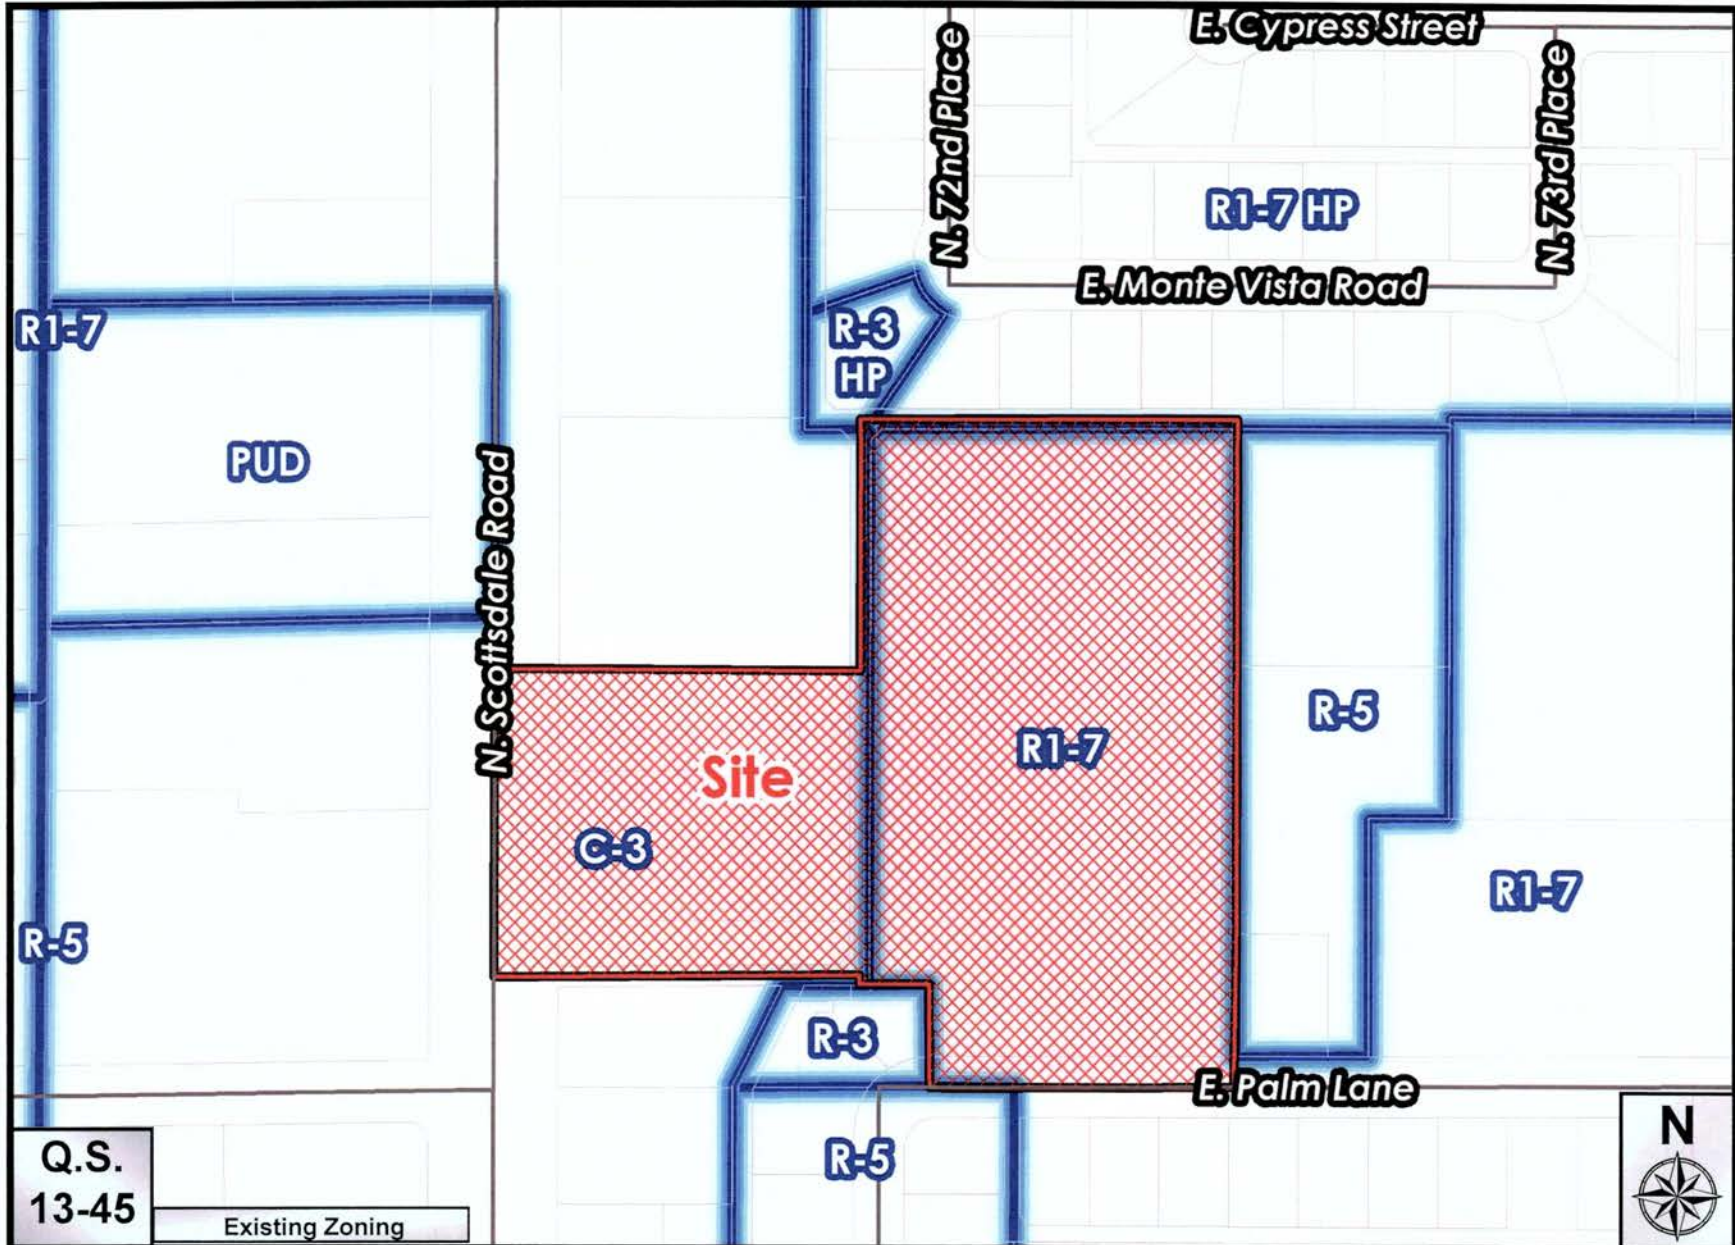 E. Cypress Street
N. 72nd Place
N. 73rd Place
R1-7 HP
E. Monte Vista Road
R1-7
R-3
HP
PUD
N. Scottsdale Road
R-5
R1-7
Site
C-3
R1-7
R-5
R-3
E. Palm Lane
R-5
Q.S.
13-45
Existing Zoning
N